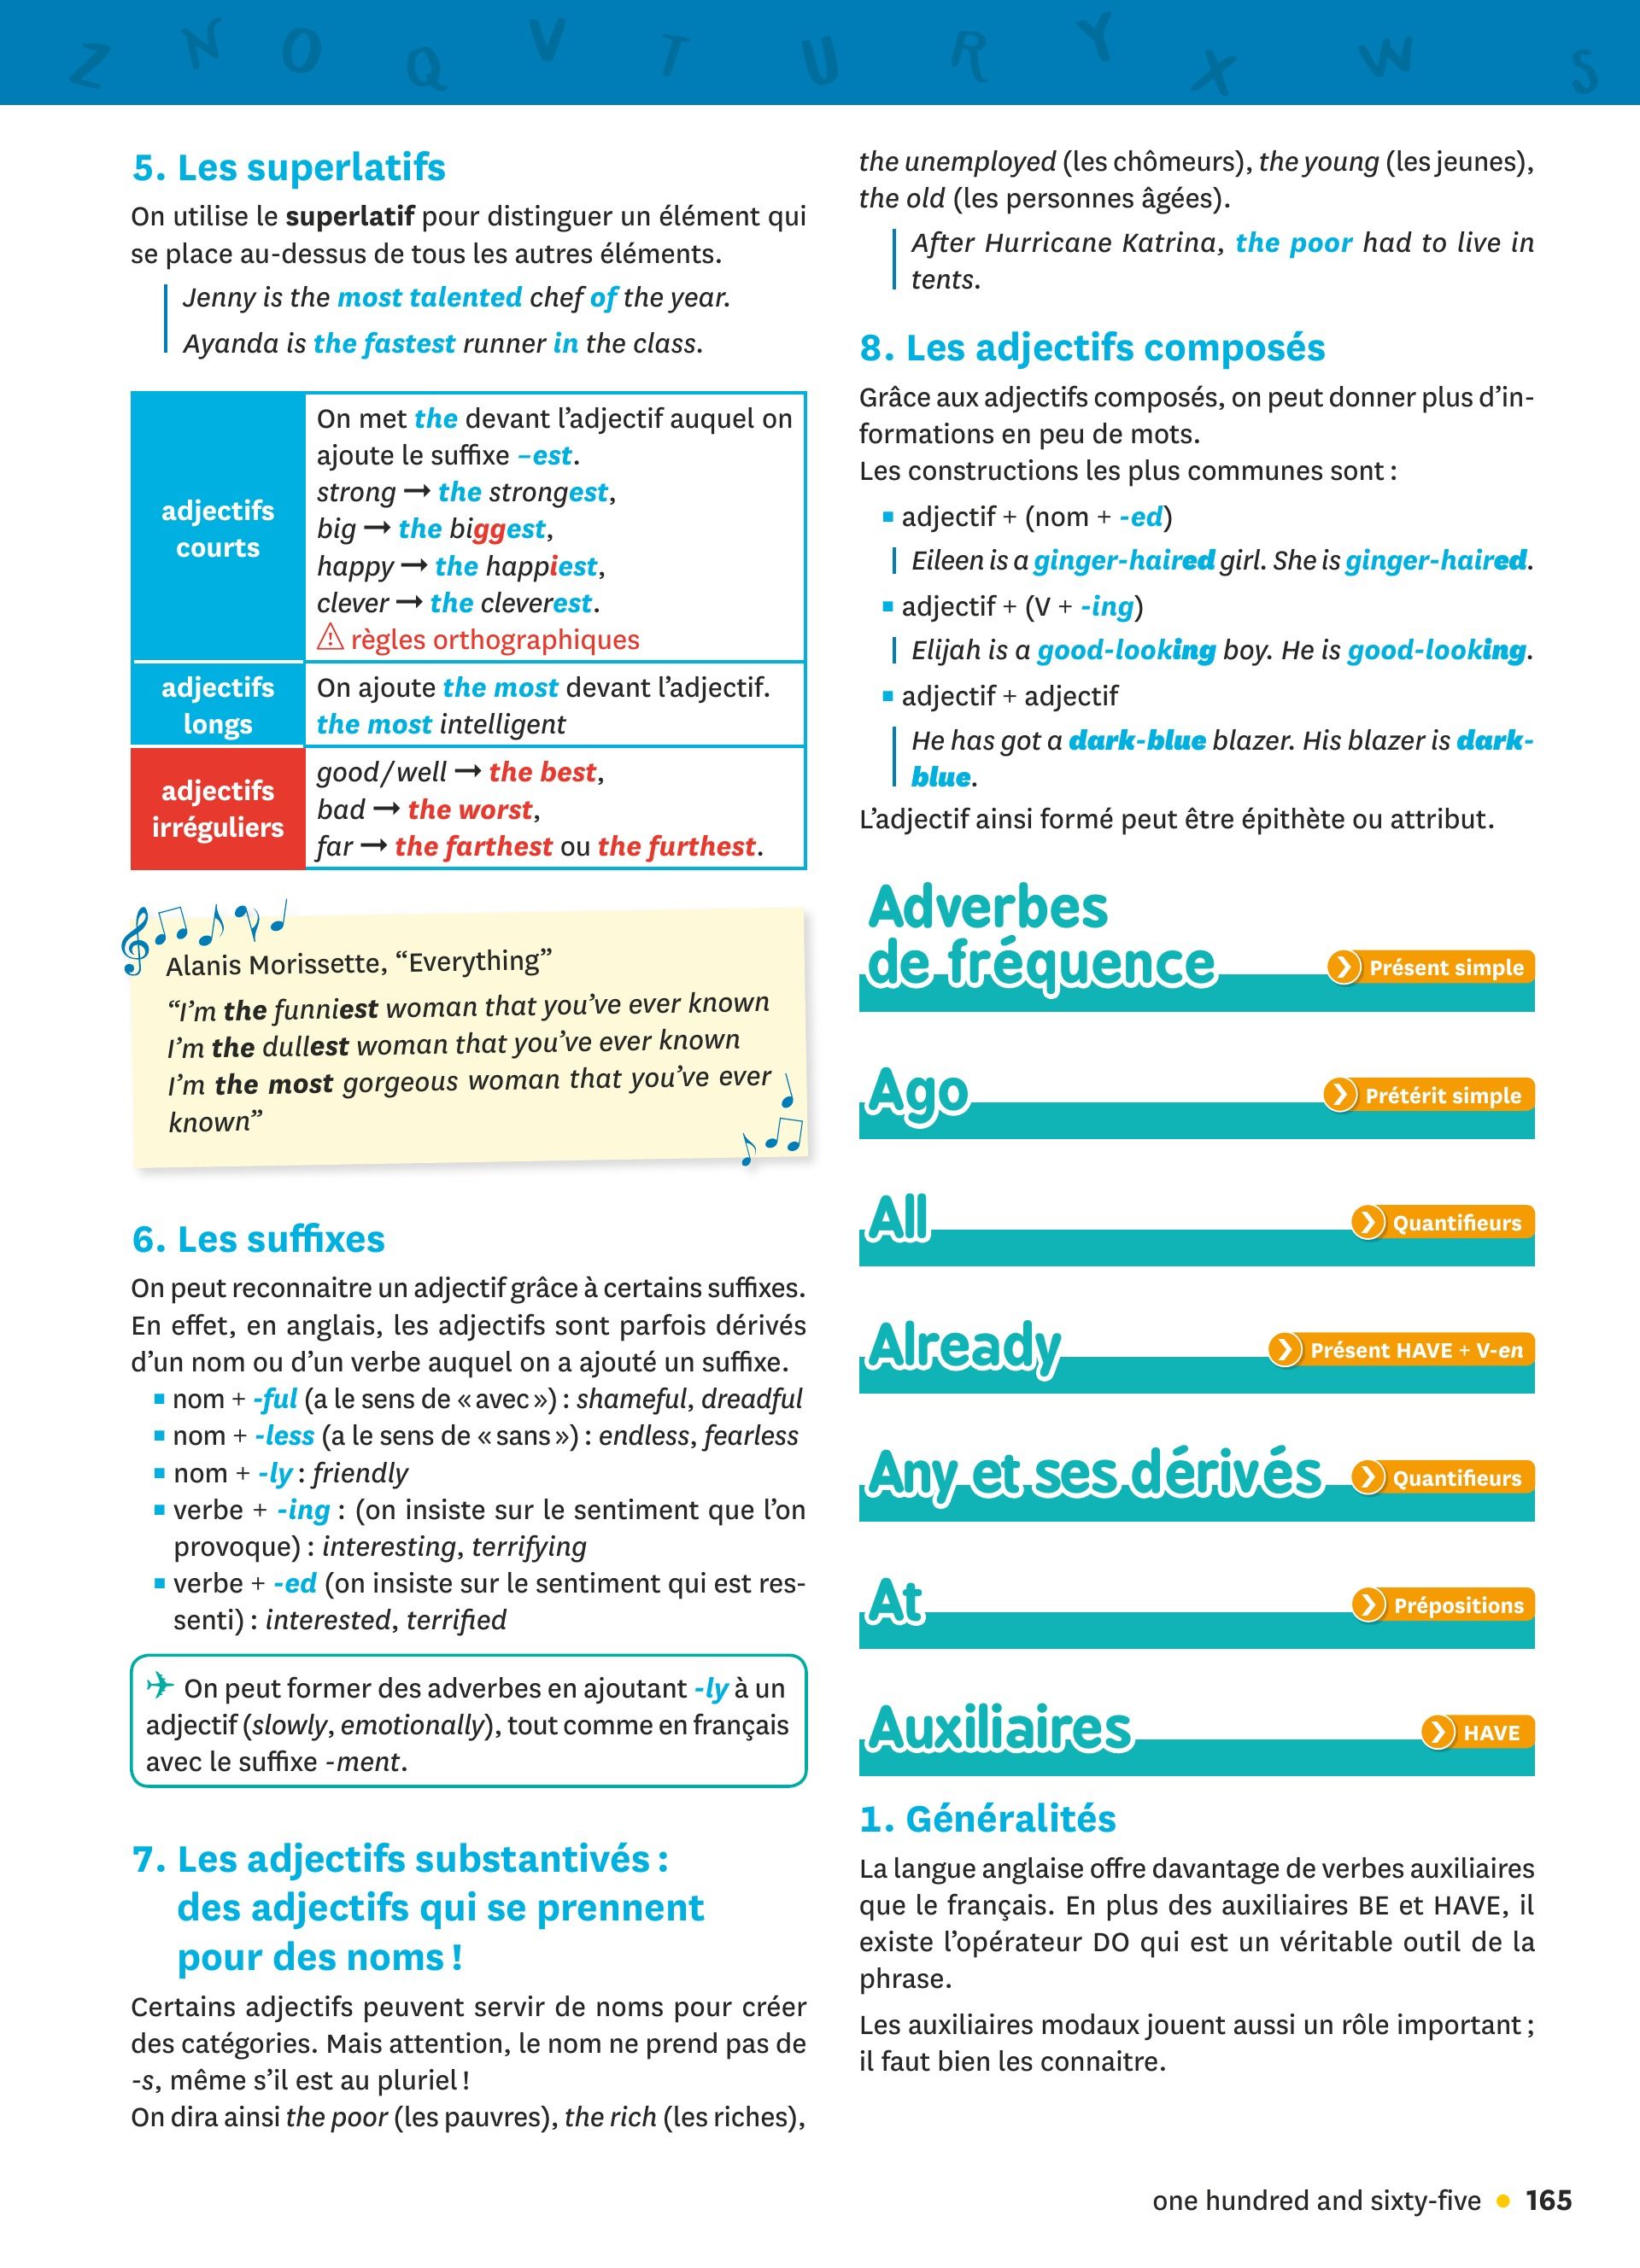 Z N O Q V T U R Y X W S
5. Les superlatifs
On utilise le superlatif pour distinguer un élément qui
se place au-dessus de tous les autres éléments.
Jenny is the most talented chef of the year.
Ayanda is the fastest runner in the class.
adjectifs
courts
On met the devant l’adjectif auquel on
ajoute le suffixe –est.
strong → the strongest,
big → the biggest,
happy → the happiest,
clever → the cleverest.
⚠ règles orthographiques
adjectifs
longs
On ajoute the most devant l’adjectif.
the most intelligent
adjectifs
irréguliers
good/well → the best,
bad → the worst,
far → the farthest ou the furthest.
Alanis Morissette, “Everything”
“I’m the funniest woman that you’ve ever known
I’m the dullest woman that you’ve ever known
I’m the most gorgeous woman that you’ve ever
known”
6. Les suffixes
On peut reconnaitre un adjectif grâce à certains suffixes.
En effet, en anglais, les adjectifs sont parfois dérivés
d’un nom ou d’un verbe auquel on a ajouté un suffixe.
■ nom + -ful (a le sens de « avec ») : shameful, dreadful
■ nom + -less (a le sens de « sans ») : endless, fearless
■ nom + -ly : friendly
■ verbe + -ing : (on insiste sur le sentiment que l’on
provoque) : interesting, terrifying
■ verbe + -ed (on insiste sur le sentiment qui est res-
senti) : interested, terrified
✈ On peut former des adverbes en ajoutant -ly à un
adjectif (slowly, emotionally), tout comme en français
avec le suffixe -ment.
7. Les adjectifs substantivés :
des adjectifs qui se prennent
pour des noms !
Certains adjectifs peuvent servir de noms pour créer
des catégories. Mais attention, le nom ne prend pas de
-s, même s’il est au pluriel !
On dira ainsi the poor (les pauvres), the rich (les riches),
the unemployed (les chômeurs), the young (les jeunes),
the old (les personnes âgées).
After Hurricane Katrina, the poor had to live in
tents.
8. Les adjectifs composés
Grâce aux adjectifs composés, on peut donner plus d’in-
formations en peu de mots.
Les constructions les plus communes sont :
■ adjectif + (nom + -ed)
Eileen is a ginger-haired girl. She is ginger-haired.
■ adjectif + (V + -ing)
Elijah is a good-looking boy. He is good-looking.
■ adjectif + adjectif
He has got a dark-blue blazer. His blazer is dark-
blue.
L’adjectif ainsi formé peut être épithète ou attribut.
Adverbes
de fréquence
❯ Présent simple
Ago
❯ Prétérit simple
All
❯ Quantifieurs
Already
❯ Présent HAVE + V-en
Any et ses dérivés
❯ Quantifieurs
At
❯ Prépositions
Auxiliaires
❯ HAVE
1. Généralités
La langue anglaise offre davantage de verbes auxiliaires
que le français. En plus des auxiliaires BE et HAVE, il
existe l’opérateur DO qui est un véritable outil de la
phrase.
Les auxiliaires modaux jouent aussi un rôle important ;
il faut bien les connaitre.
one hundred and sixty-five • 165